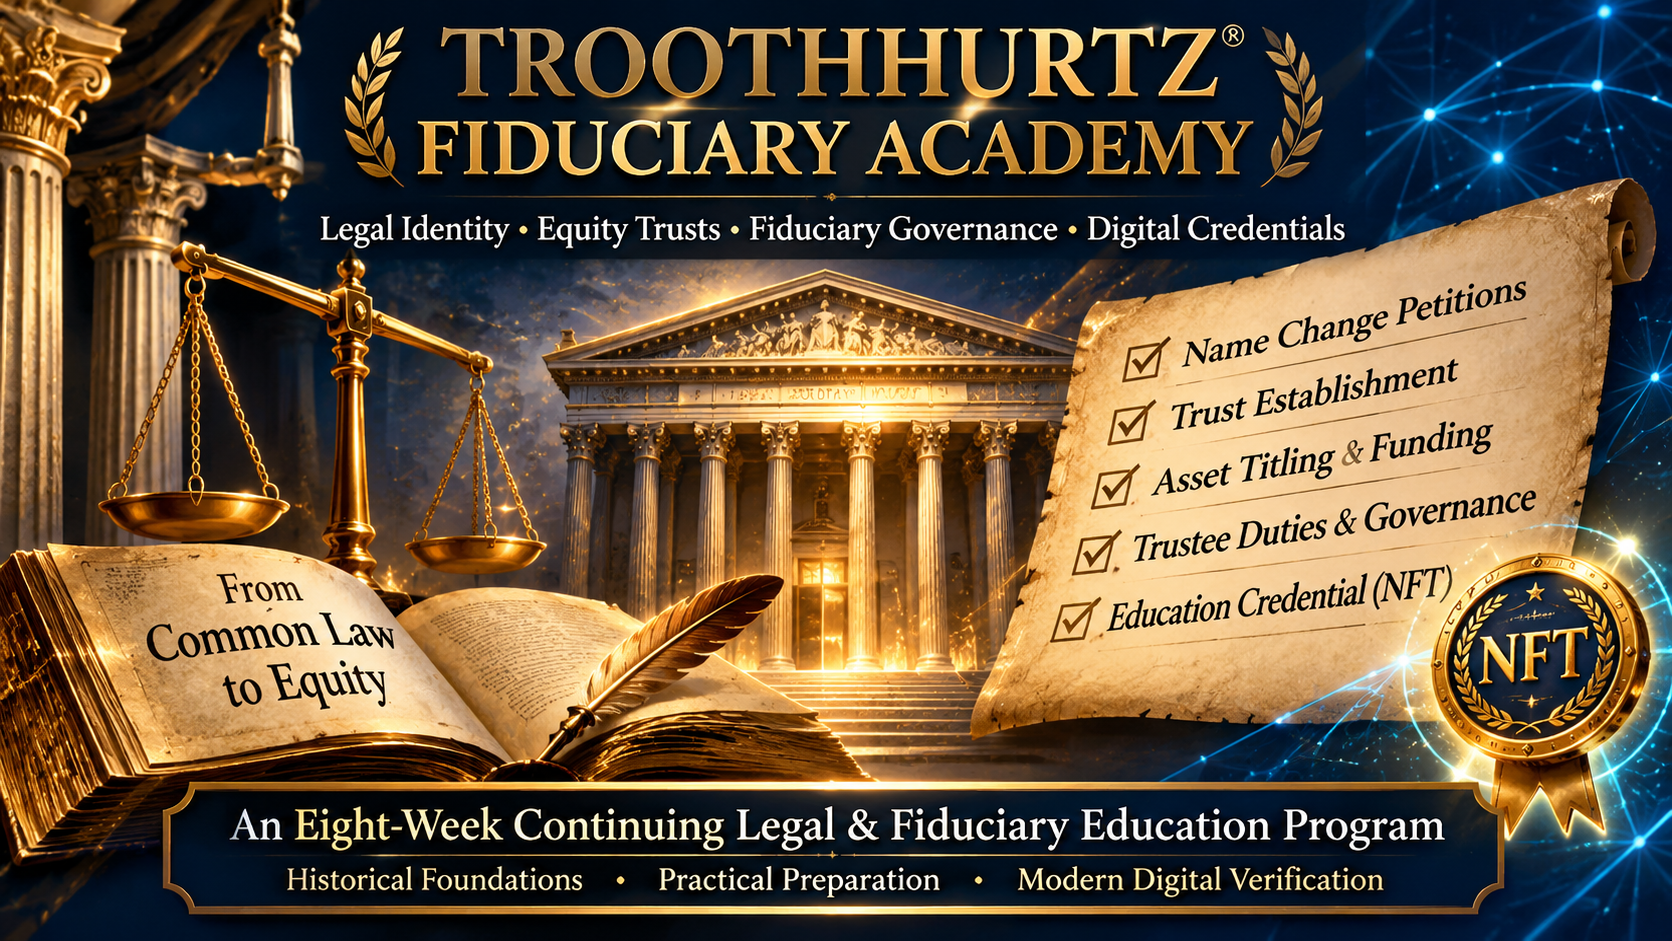 TROOTHHURTZ®
FIDUCIARY ACADEMY
Legal Identity • Equity Trusts • Fiduciary Governance • Digital Credentials
Name Change Petitions
Trust Establishment
Asset Titling & Funding
Trustee Duties & Governance
Education Credential (NFT)
NFT
From
Common Law
to Equity
An Eight-Week Continuing Legal & Fiduciary Education Program
Historical Foundations • Practical Preparation • Modern Digital Verification